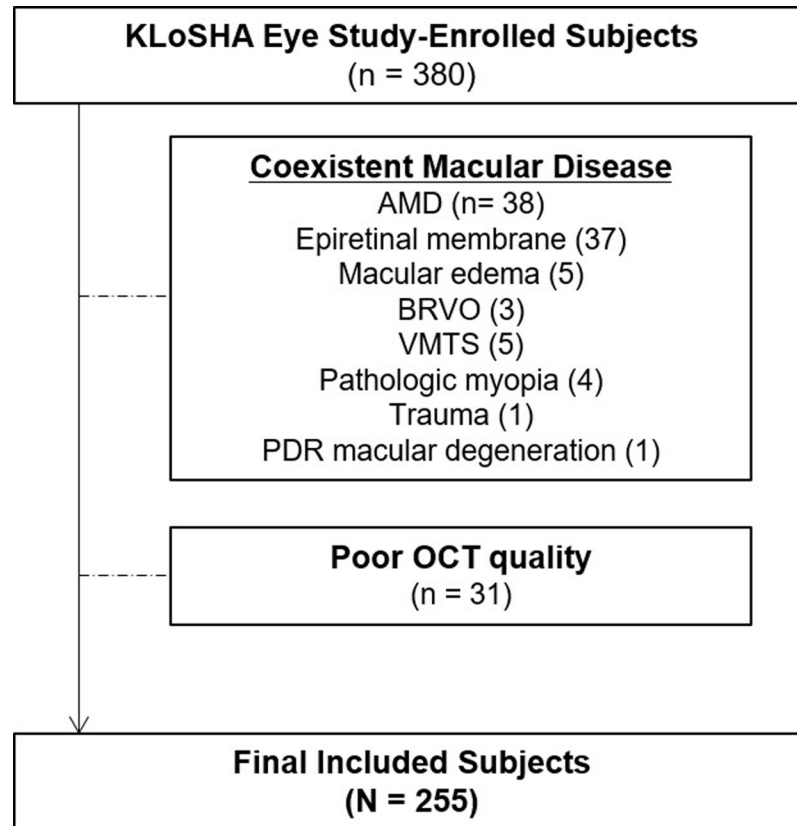 KLoSHA Eye Study-Enrolled Subjects
(n = 380)
Coexistent Macular Disease
AMD (n= 38)
Epiretinal membrane (37)
Macular edema (5)
BRVO (3)
VMTS (5)
Pathologic myopia (4)
Trauma (1)
PDR macular degeneration (1)
Poor OCT quality
(n = 31)
Final Included Subjects
(N = 255)